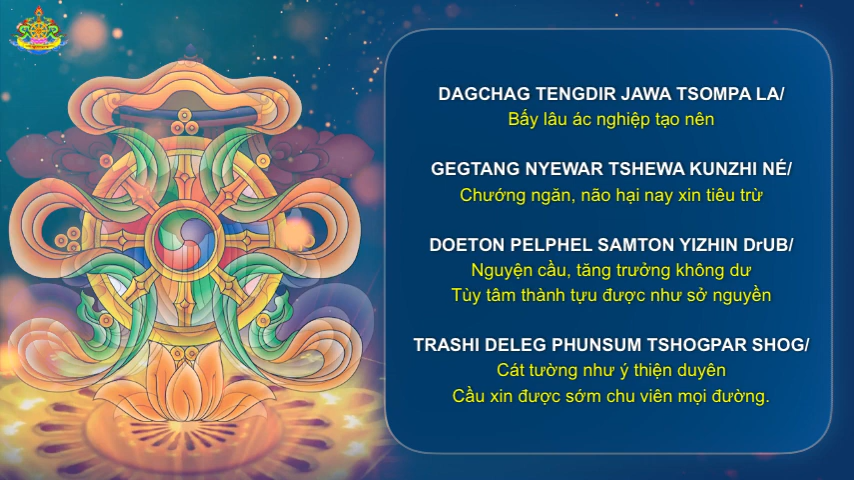 DAGCHAG TENGDIR JAWA TSOMPA LA/
Bấy lâu ác nghiệp tạo nên
GEGTANG NYEWAR TSHEWA KUNZHI NÉ/
Chướng ngăn, não hại nay xin tiêu trừ
DOETON PELPHEL SAMTON YIZHIN DrUB/
Nguyện cầu, tăng trưởng không dư
Tùy tâm thành tựu được như sở nguyền
TRASHI DELEG PHUNSUM TSHOGPAR SHOG/
Cát tường như ý thiện duyên
Cầu xin được sớm chu viên mọi đường.